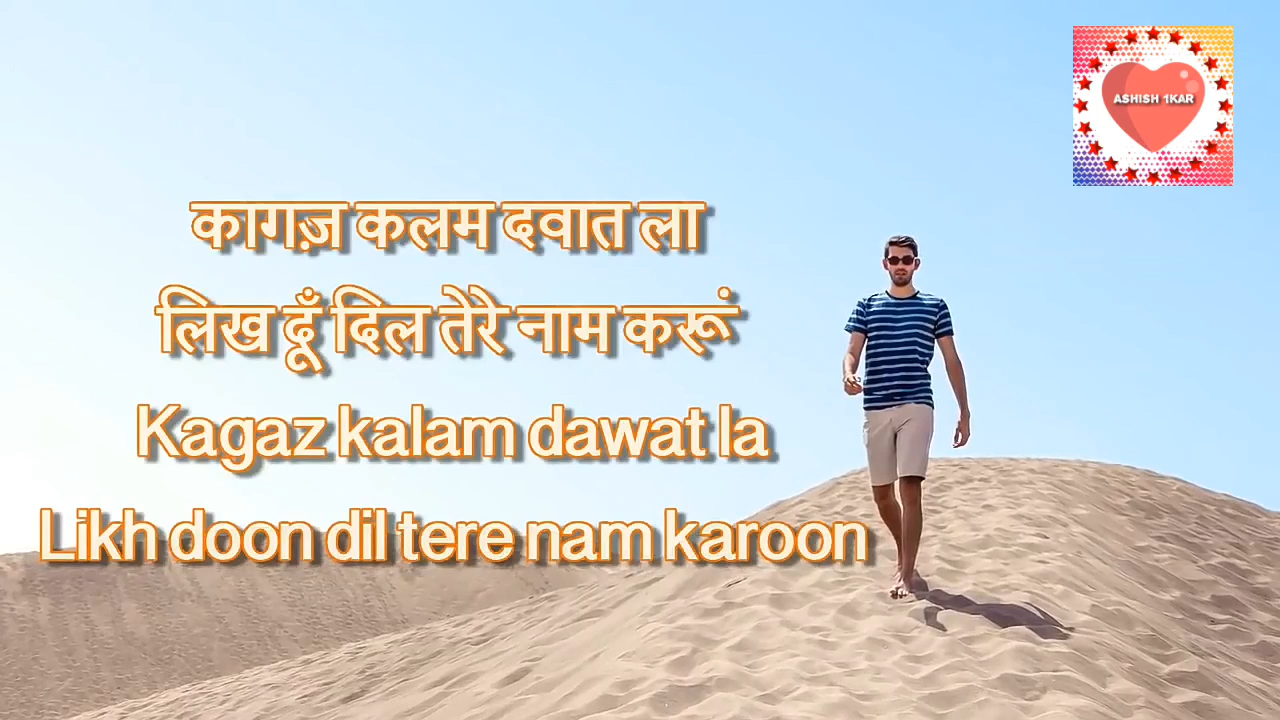 ASHISH 1KAR
कागज़ कलम दवात ला
लिख दूँ दिल तेरे नाम करूं
Kagaz kalam dawat la
Likh doon dil tere nam karoon